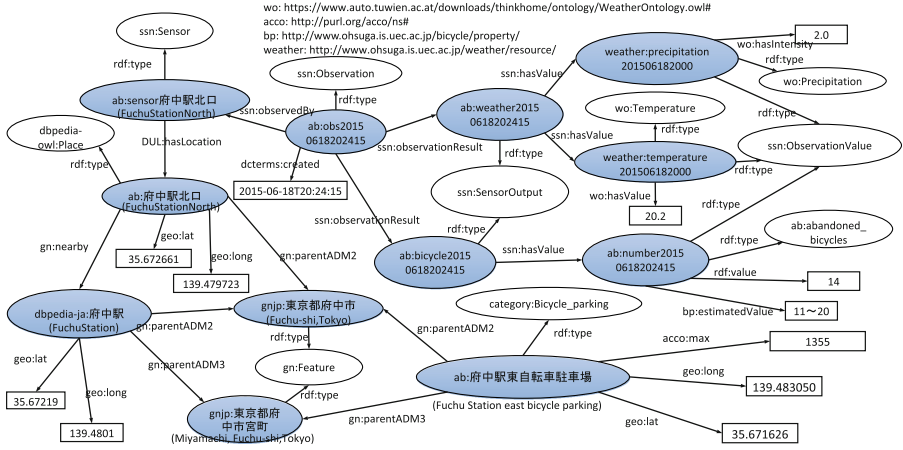 wo: https://www.auto.tuwien.ac.at/downloads/thinkhome/ontology/WeatherOntology.owl#
acco: http://purl.org/acco/ns#
bp: http://www.ohsuga.is.uec.ac.jp/bicycle/property/
weather: http://www.ohsuga.is.uec.ac.jp/weather/resource/
ssn:Sensor
rdf:type
ab:sensor府中駅北口
(FuchuStationNorth)
ssn:Observation
rdf:type
ssn:observedBy
ab:obs2015
0618202415
ssn:observationResult
ab:weather2015
0618202415
ssn:hasValue
weather:precipitation
201506182000
wo:hasIntensity
2.0
rdf:type
wo:Precipitation
rdf:type
wo:Temperature
rdf:type
ssn:hasValue
weather:temperature
201506182000
rdf:type
ssn:ObservationValue
wo:hasValue
20.2
rdf:type
dbpedia-
owl:Place
rdf:type
DUL:hasLocation
dcterms:created
2015-06-18T20:24:15
rdf:type
ssn:SensorOutput
rdf:type
ab:府中駅北口
(FuchuStationNorth)
geo:lat
35.672661
geo:long
139.479723
gn:nearby
gn:parentADM2
ssn:observationResult
ab:bicycle2015
0618202415
ssn:hasValue
ab:number2015
0618202415
rdf:type
ab:abandoned_
bicycles
rdf:value
14
bp:estimatedValue
11～20
dbpedia-ja:府中駅
(FuchuStation)
gn:parentADM2
gnjp:東京都府中市
(Fuchu-shi,Tokyo)
rdf:type
gn:Feature
rdf:type
gn:parentADM3
geo:lat
35.67219
geo:long
139.4801
gnjp:東京都府
中市宮町
(Miyamachi, Fuchu-shi,Tokyo)
category:Bicycle_parking
rdf:type
gn:parentADM2
ab:府中駅東自転車駐車場
(Fuchu Station east bicycle parking)
gn:parentADM3
acco:max
1355
geo:long
139.483050
geo:lat
35.671626